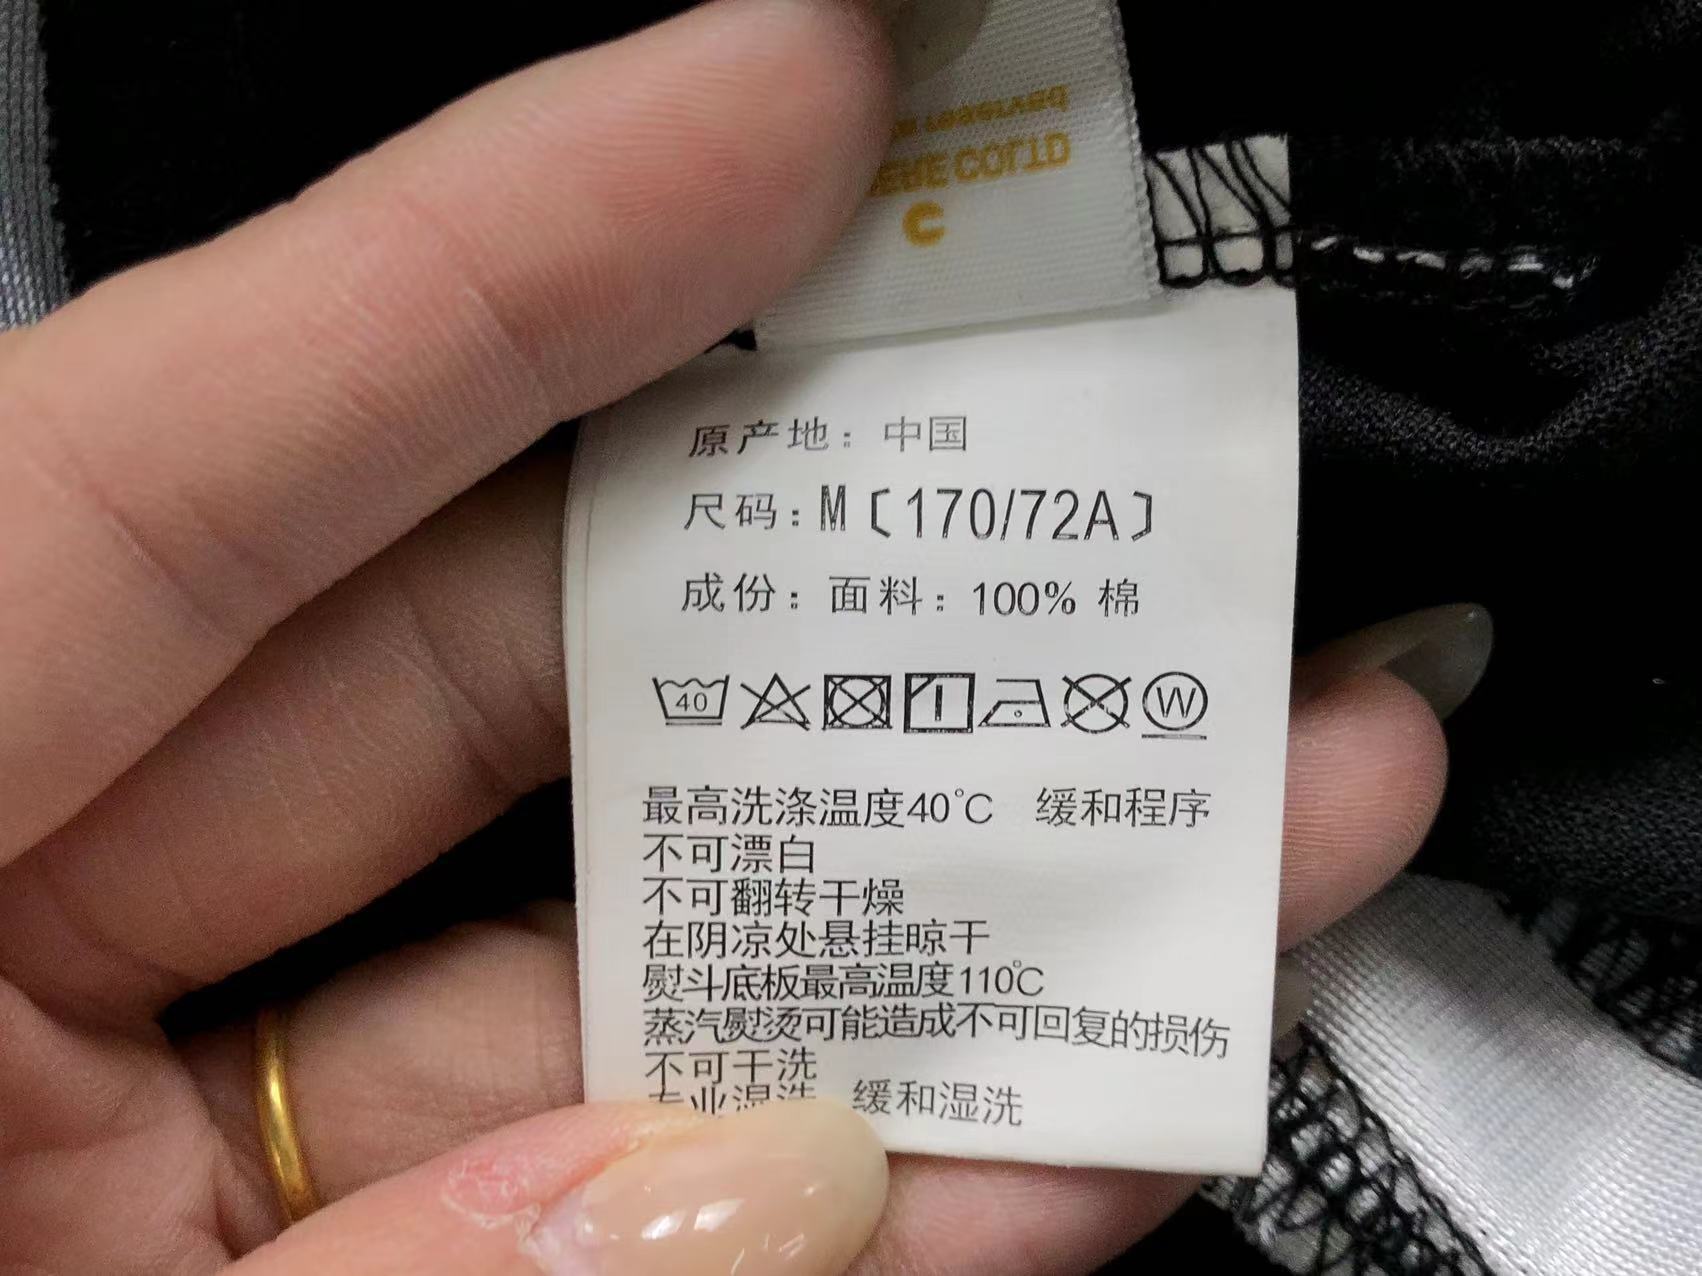 原产地：中国
尺码：M〔170/72A〕
成份：面料：100% 棉
40 W
最高洗涤温度40℃ 缓和程序
不可漂白
不可翻转干燥
在阴凉处悬挂晾干
熨斗底板最高温度110℃
蒸汽熨烫可能造成不可回复的损伤
不可干洗
专业湿洗 缓和湿洗